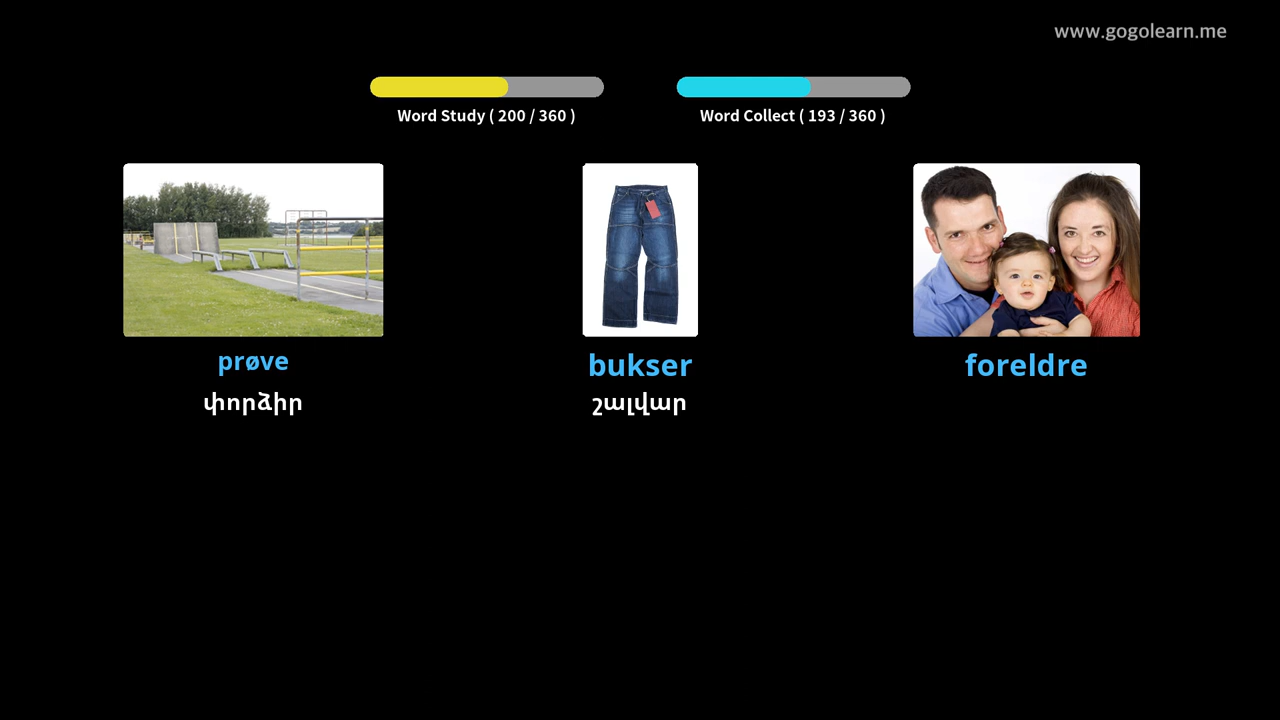 www.gogolearn.me
Word Study ( 200 / 360 )
Word Collect ( 193 / 360 )
prøve
bukser
foreldre
փորձիր
շալվար